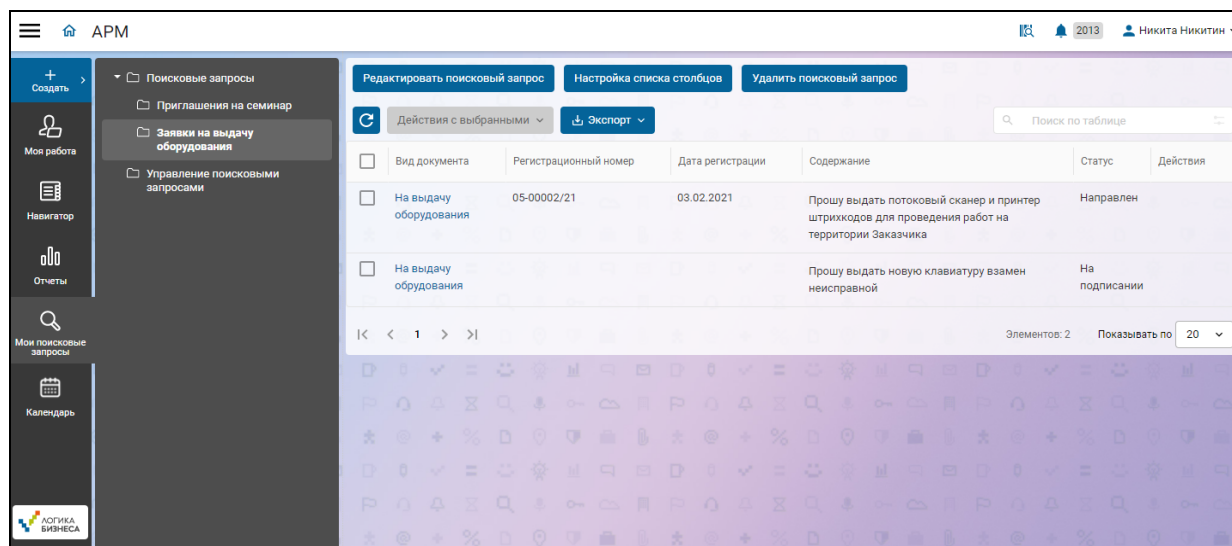 АРМ
2013
Никита Никитин
Создать
Моя работа
Навигатор
Отчеты
Мои поисковые
запросы
Календарь
ЛОГИКА
БИЗНЕСА
Поисковые запросы
Приглашения на семинар
Заявки на выдачу
оборудования
Управление поисковыми
запросами
Редактировать поисковый запрос
Настройка списка столбцов
Удалить поисковый запрос
Действия с выбранными
Экспорт
Поиск по таблице
Вид документа
Регистрационный номер
Дата регистрации
Содержание
Статус
Действия
На выдачу
оборудования
05-00002/21
03.02.2021
Прошу выдать потоковый сканер и принтер
штрихкодов для проведения работ на
территории Заказчика
Направлен
На выдачу
обрудования
Прошу выдать новую клавиатуру взамен
неисправной
На
подписании
1
Элементов: 2
Показывать по
20